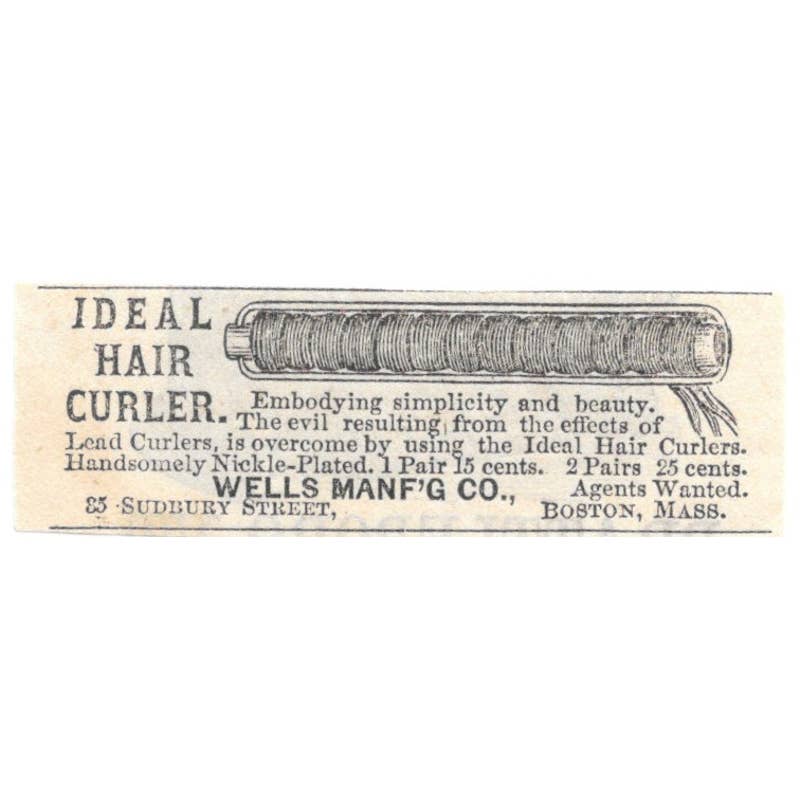 IDEAL
HAIR
CURLER.
Embodying simplicity and beauty.
The evil resulting from the effects of
Lead Curlers, is overcome by using the Ideal Hair Curlers.
Handsomely Nickle-Plated. 1 Pair 15 cents. 2 Pairs 25 cents.
WELLS MANF'G CO., Agents Wanted.
85 SUDBURY STREET, BOSTON, MASS.